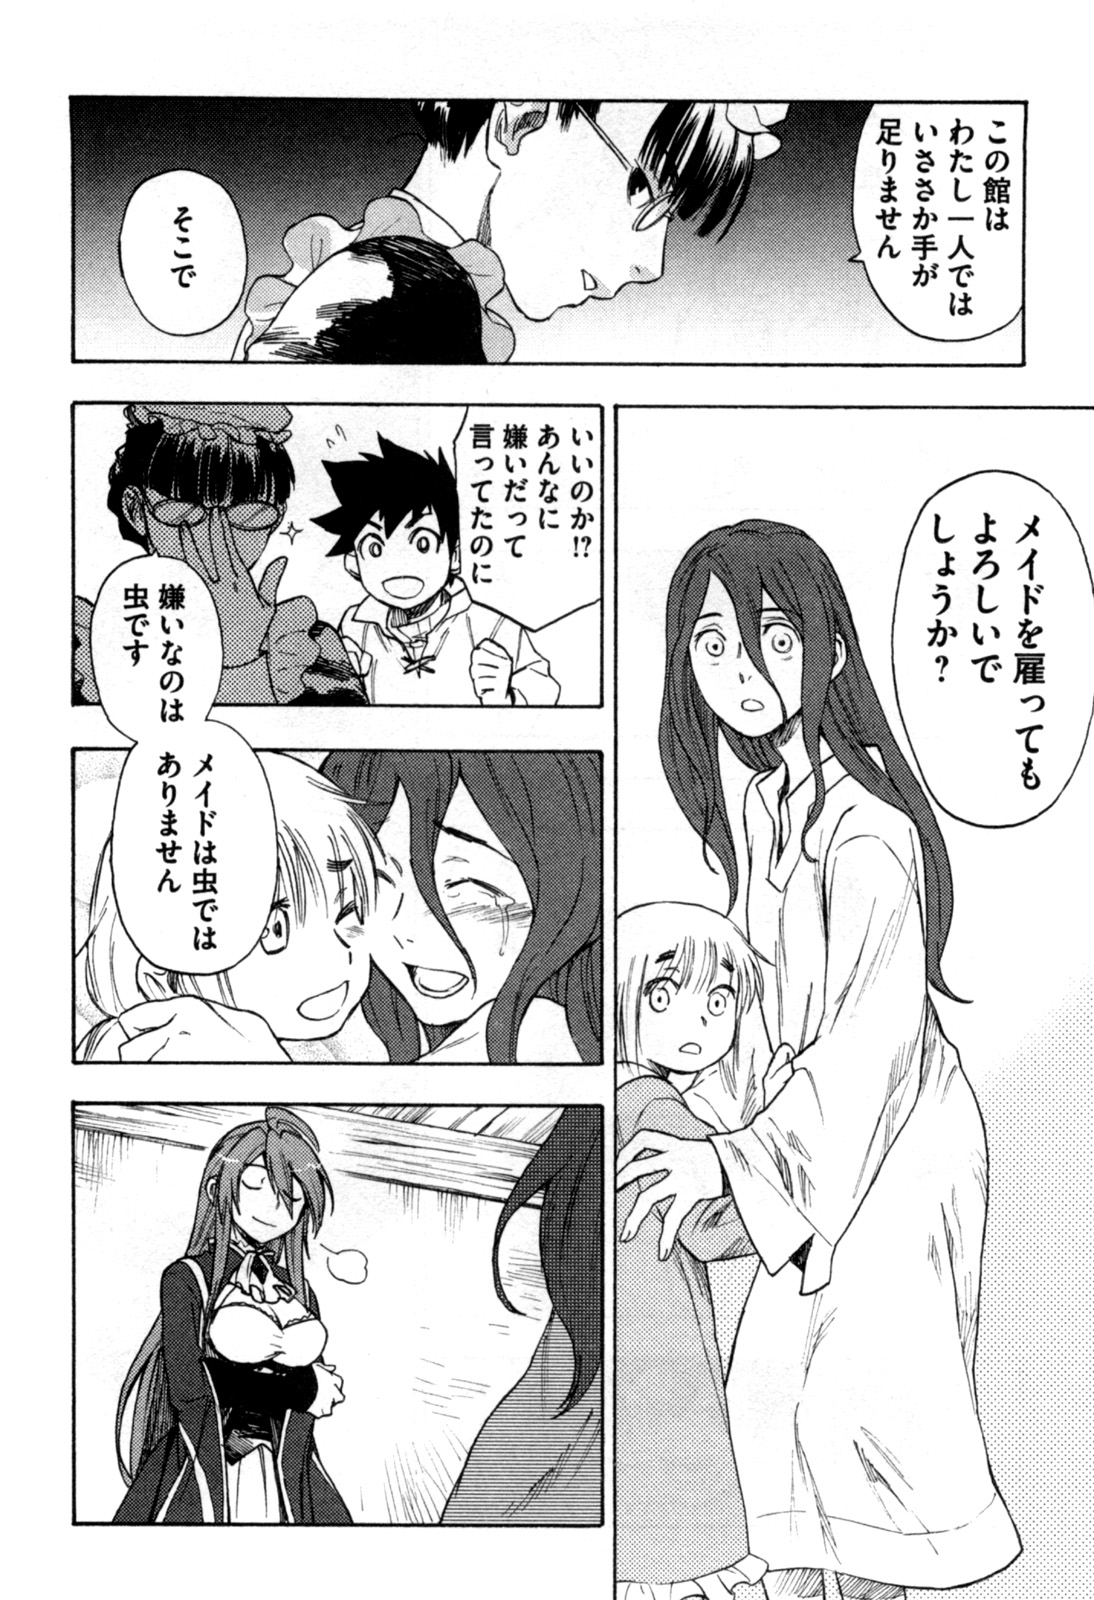 この館は
わたし一人では
いささか手が
足りません
そこで
メイドを雇っても
よろしいで
しょうか？
いいのか!?
あんなに
嫌いだって
言ってたのに
嫌いなのは
虫です
メイドは虫では
ありません